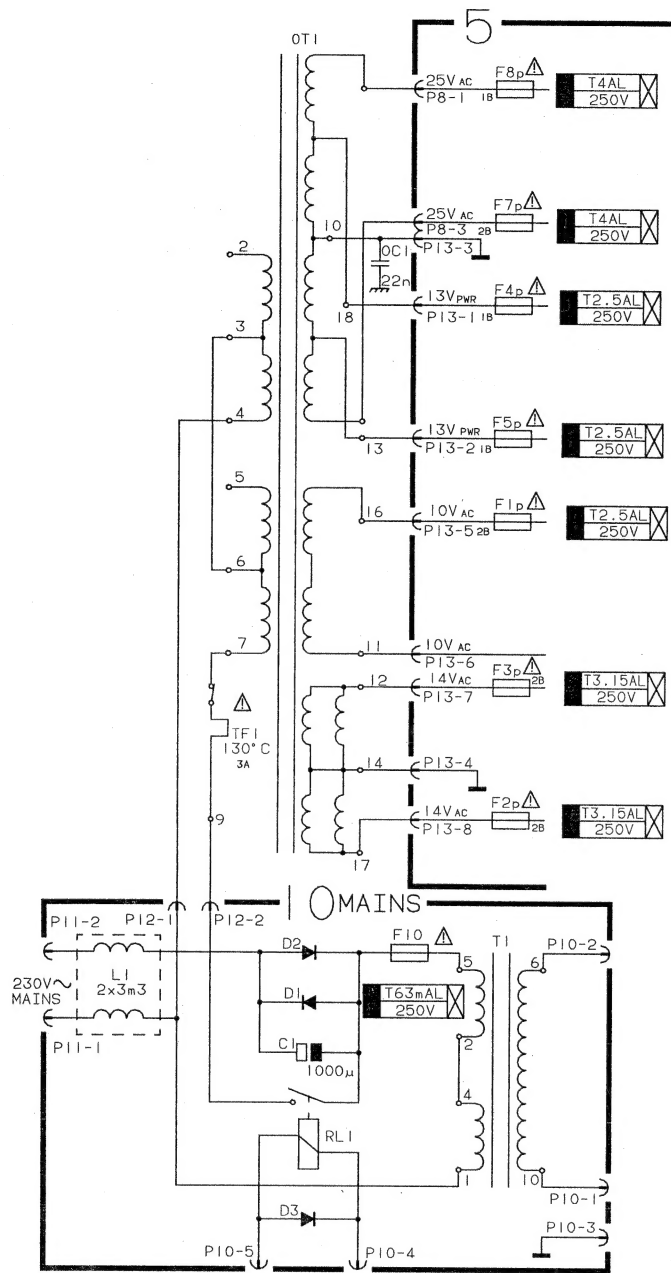 5
OT1
25V AC F8p
P8-1 1B
T4AL
250V
25V AC F7p
P8-3 2B
P13-3
T4AL
250V
10
OC1
22n
2
3
4
18
13V PWR F4p
P13-1 1B
T2.5AL
250V
13
13V PWR F5p
P13-2 1B
T2.5AL
250V
5
6
7
16
10V AC F1p
P13-5 2B
T2.5AL
250V
11
10V AC
P13-6
12
14V AC F3p
P13-7 2B
T3.15AL
250V
TF1
130°C
3A
14
P13-4
9
14V AC F2p
P13-8 2B
T3.15AL
250V
17
10 MAINS
P11-2 P12-1 P12-2
L1
2x3m3
230V~
MAINS
P11-1
D2
D1
C1
1000µ
F10
T63mAL
250V
T1
5
2
4
1
6
10
P10-2
P10-1
P10-3
RL1
D3
P10-5 P10-4